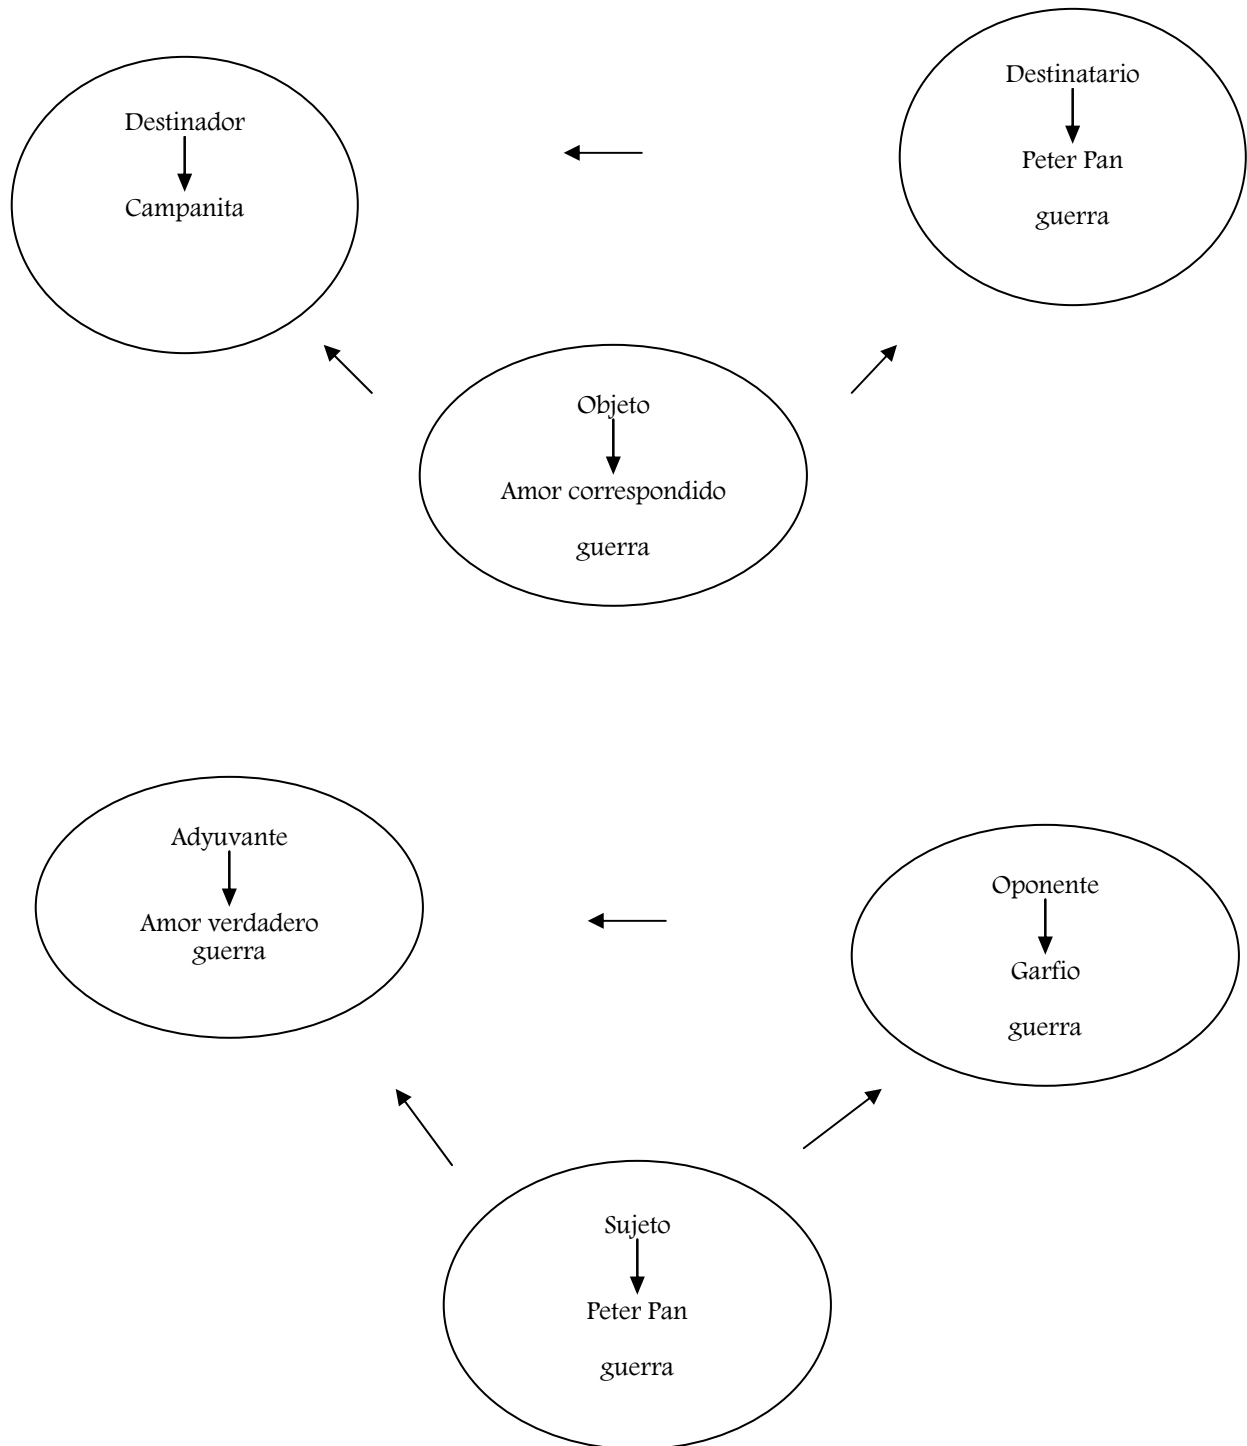 Destinador
Campanita
Destinatario
Peter Pan
guerra
Objeto
Amor correspondido
guerra
Adyuvante
Amor verdadero
guerra
Oponente
Garfio
guerra
Sujeto
Peter Pan
guerra